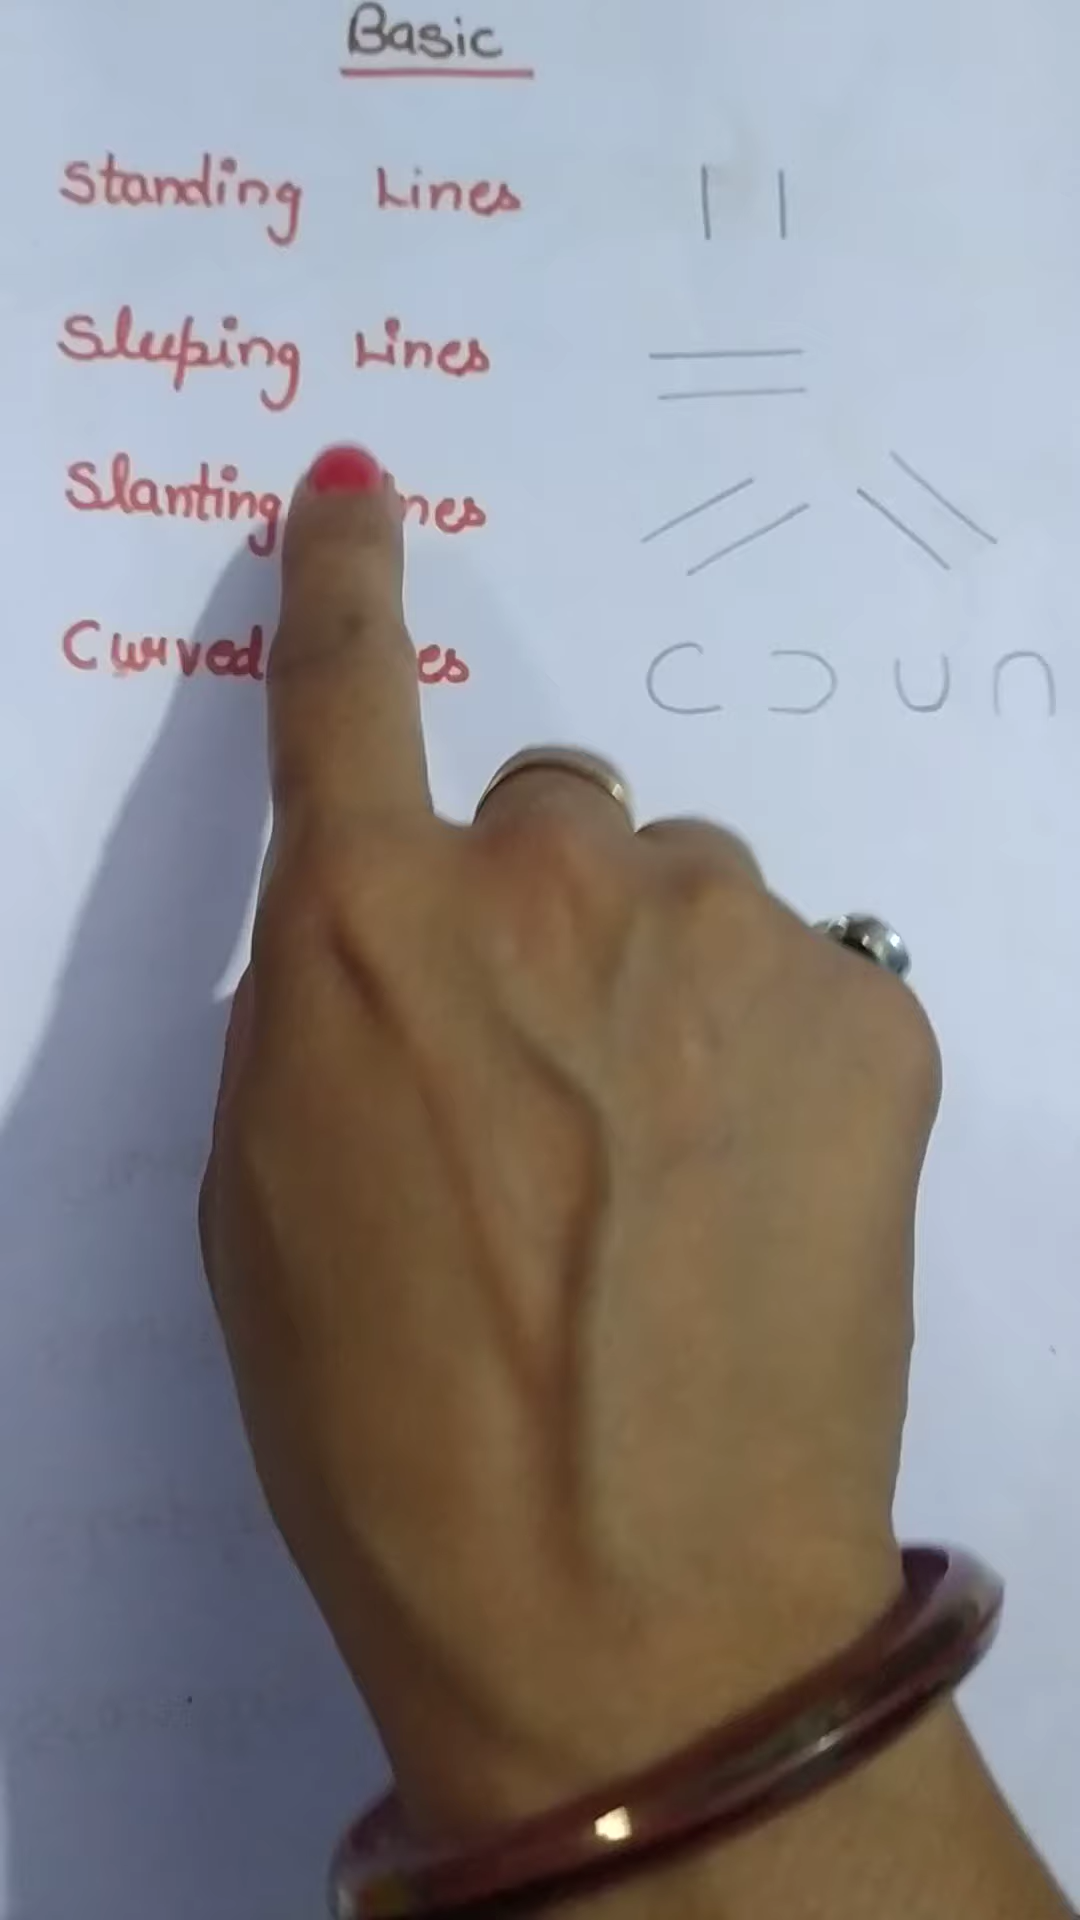 Basic
Standing Lines
Sleeping Lines
Slanting
Curved